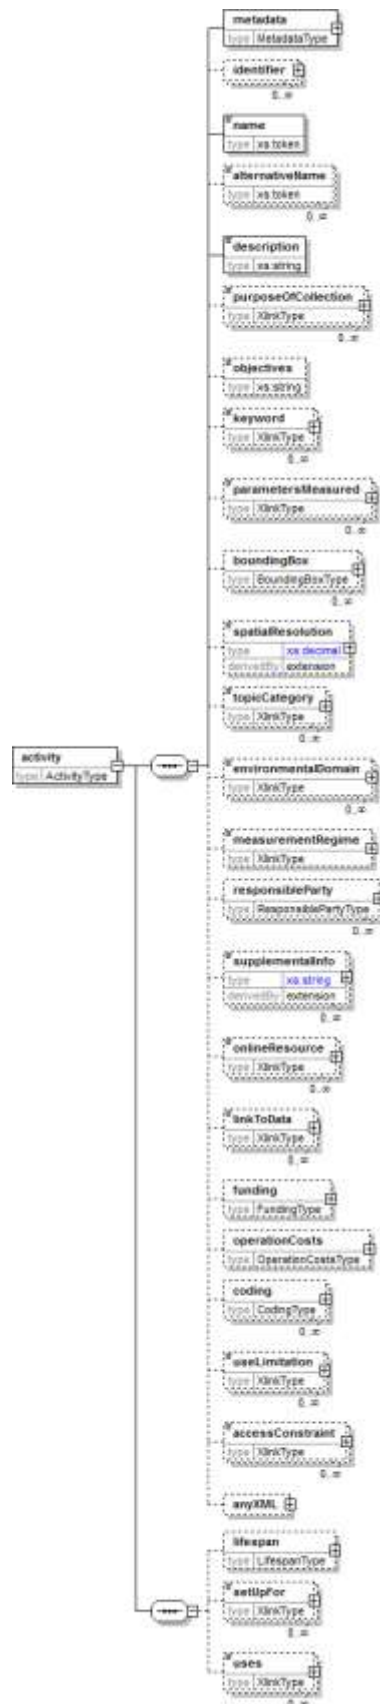 metadata
type MetadataType
identifier
0..∞
name
type xs:token
alternativeName
type xs:token
0..∞
description
type xs:string
purposeOfCollection
type XlinkType
0..∞
objectives
type xs:string
keyword
type XlinkType
0..∞
parametersMeasured
type XlinkType
0..∞
boundingBox
type BoundingBoxType
0..∞
spatialResolution
type xs:decimal
derivedBy extension
topicCategory
type XlinkType
0..∞
activity
type ActivityType
environmentalDomain
type XlinkType
0..∞
measurementRegime
type XlinkType
responsibleParty
type ResponsiblePartyType
0..∞
supplementalInfo
type xs:string
derivedBy extension
0..∞
onlineResource
type XlinkType
0..∞
linkToData
type XlinkType
0..∞
funding
type FundingType
operationCosts
type OperationCostsType
coding
type CodingType
0..∞
useLimitation
type XlinkType
0..∞
accessConstraint
type XlinkType
0..∞
anyXML
lifespan
type LifespanType
setUpFor
type XlinkType
0..∞
uses
type XlinkType
0..∞